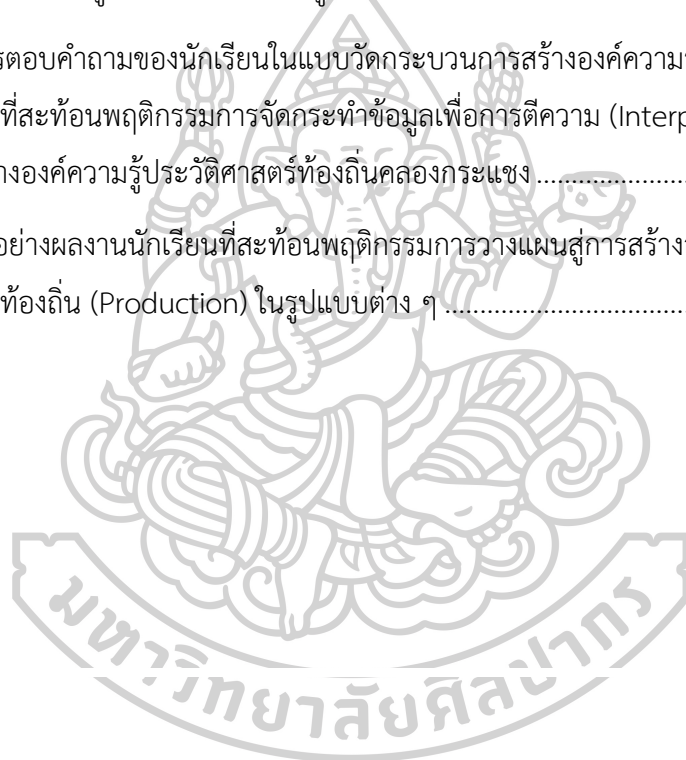 รตอบคำถามของนักเรียนในแบบวัดกระบวนการสร้างองค์ความ
ที่สะท้อนพฤติกรรมการจัดกระทำข้อมูลเพื่อการตีความ (Interp
างองค์ความรู้ประวัติศาสตร์ท้องถิ่นคลองกระแชง ........................
อย่างผลงานนักเรียนที่สะท้อนพฤติกรรมการวางแผนสู่การสร้าง
ท้องถิ่น (Production) ในรูปแบบต่าง ๆ ....................................
มหาวิทยาลัยศิลปากร